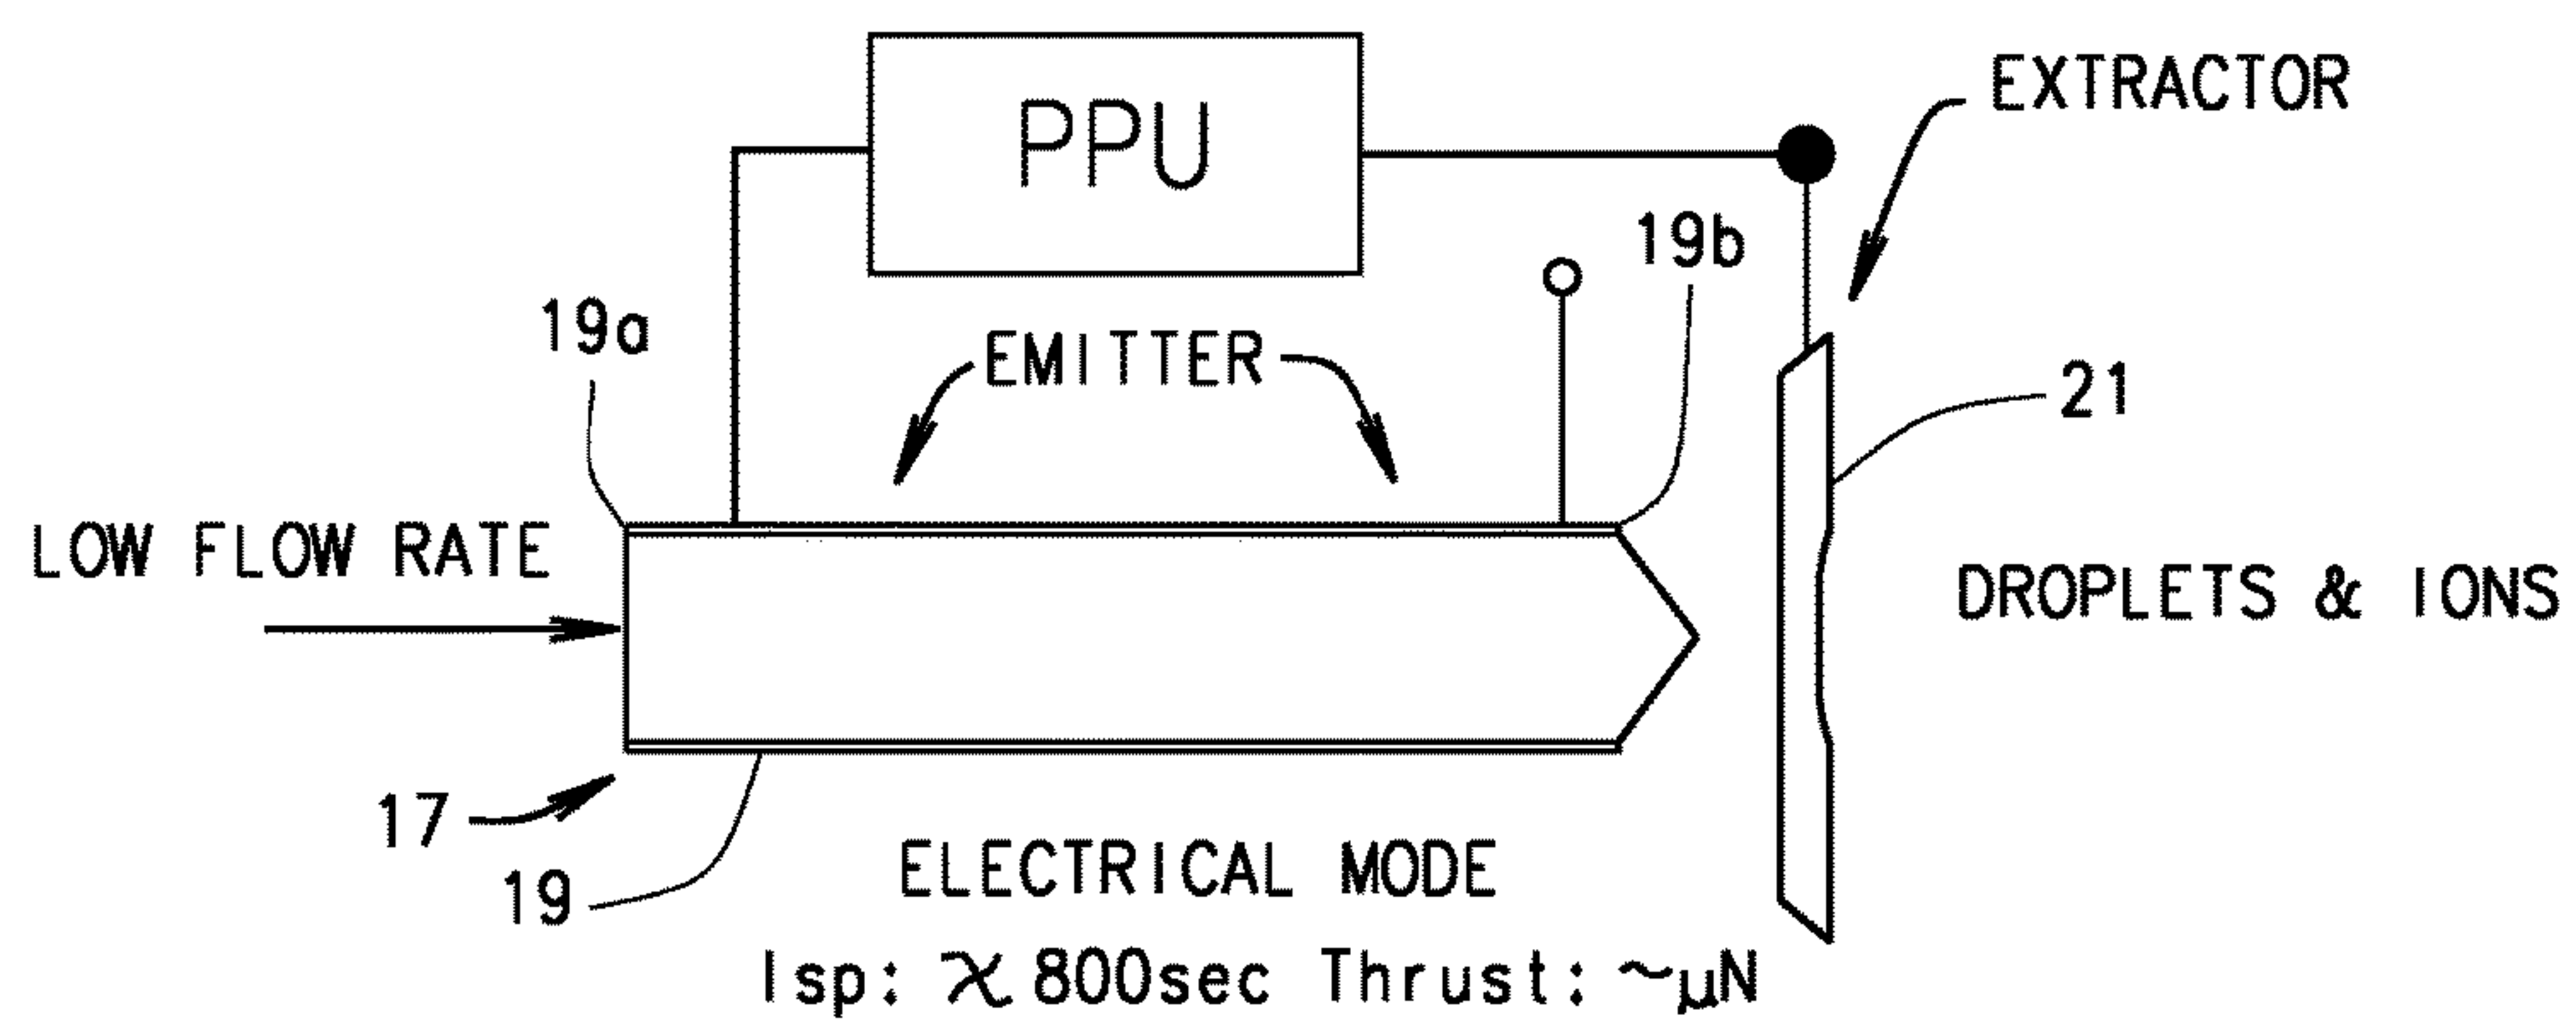 PPU
EXTRACTOR
19b
19a
EMITTER
21
LOW FLOW RATE
DROPLETS & IONS
17
19
ELECTRICAL MODE
Isp: ≈ 800sec Thrust: ~μN